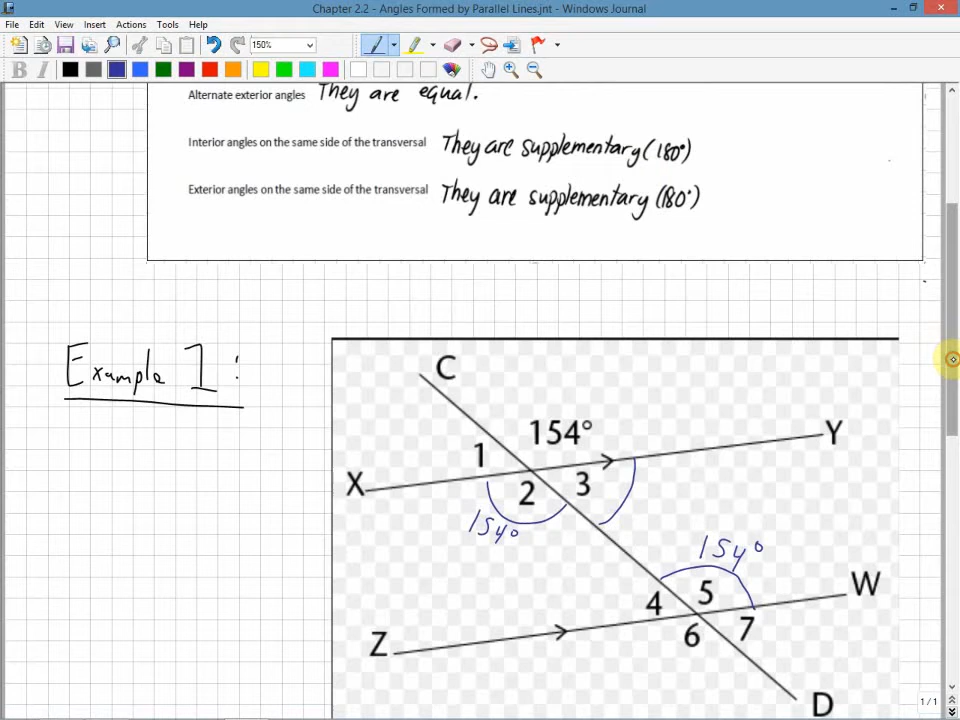 Chapter 2.2 - Angles Formed by Parallel Lines.jnt - Windows Journal
File Edit View Insert Actions Tools Help
150%
B I
Alternate exterior angles They are equal.
Interior angles on the same side of the transversal They are supplementary (180°)
Exterior angles on the same side of the transversal They are supplementary (180°)
Example 1:
C
154°
Y
1
X
2
3
154°
154°
W
5
4
Z
6
7
D
1 / 1